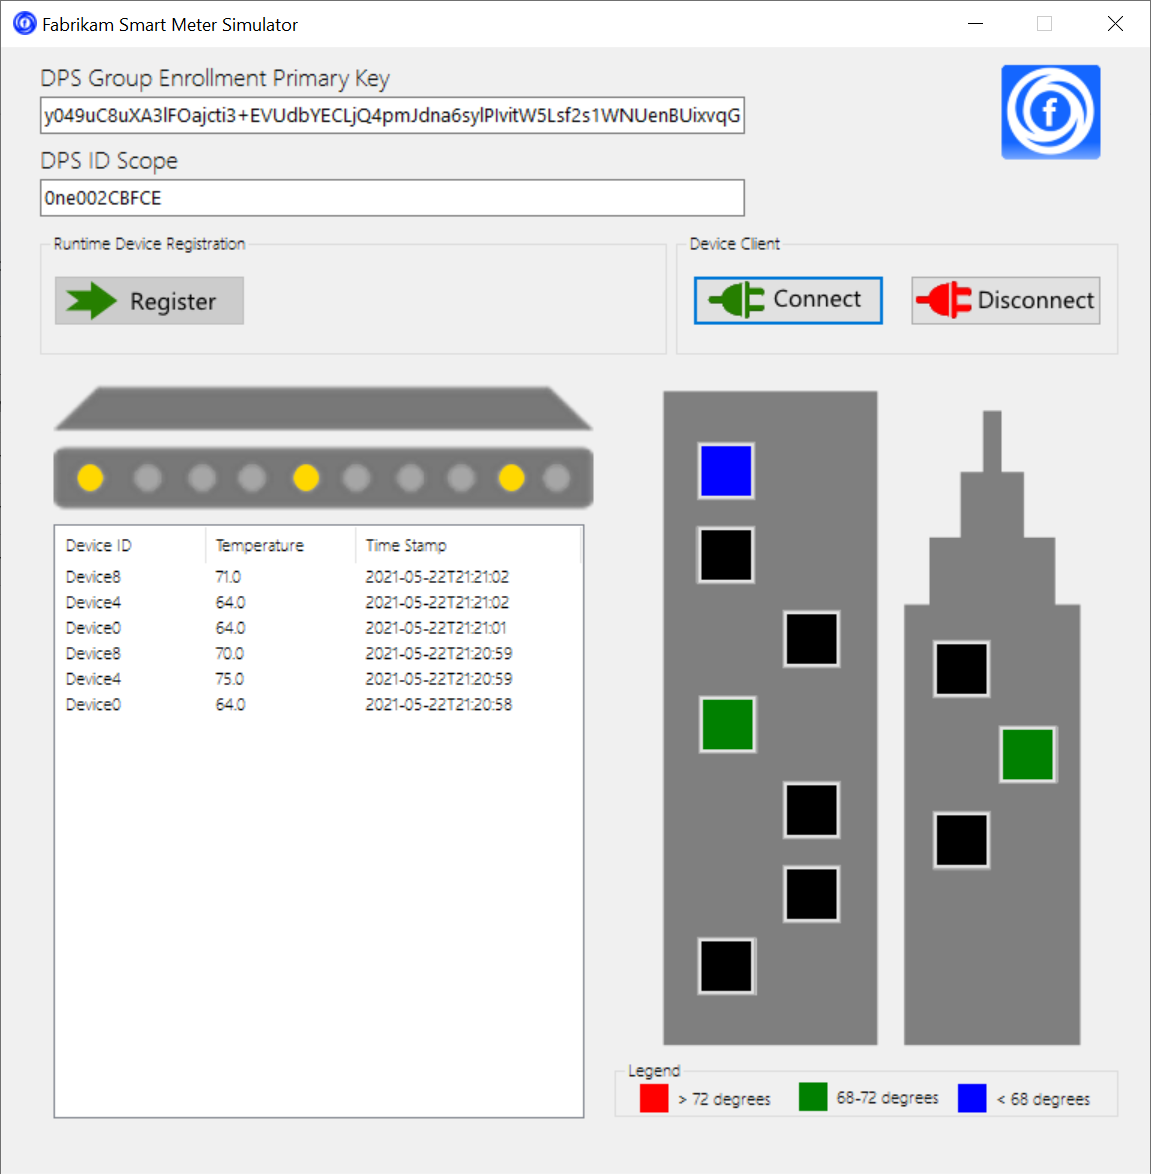 Fabrikam Smart Meter Simulator
DPS Group Enrollment Primary Key
y049uC8uXA3lFOajcti3+EVUdbYECLjQ4pmJdna6sylPIvitW5Lsf2s1WNUenBUixvqG
DPS ID Scope
0ne002CBFCE
Runtime Device Registration
Register
Device Client
Connect
Disconnect
f
Device ID Temperature Time Stamp
Device8 71.0 2021-05-22T21:21:02
Device4 64.0 2021-05-22T21:21:02
Device0 64.0 2021-05-22T21:21:01
Device8 70.0 2021-05-22T21:20:59
Device4 75.0 2021-05-22T21:20:59
Device0 64.0 2021-05-22T21:20:58
Legend
> 72 degrees 68-72 degrees < 68 degrees